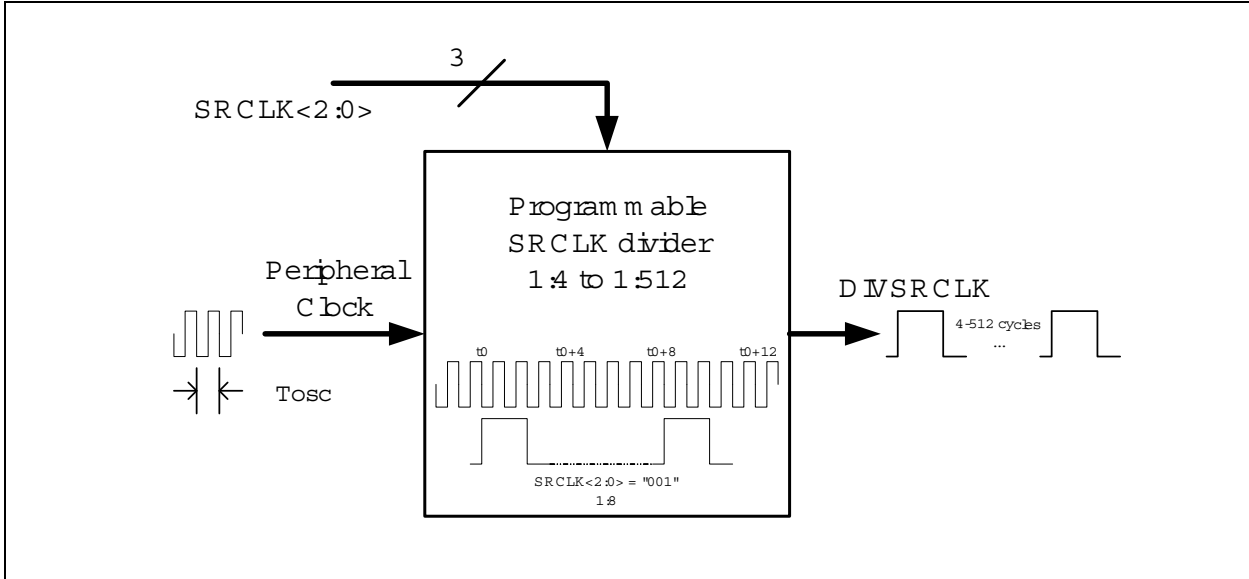 3
SRCLK<2:0>
Programmable
SRCLK divider
1:4 to 1:512
Peripheral
Clock
DIVSRCLK
4-512 cycles
...
t0 t0+4 t0+8 t0+12
Tosc
SRCLK<2:0> = "001"
1:8